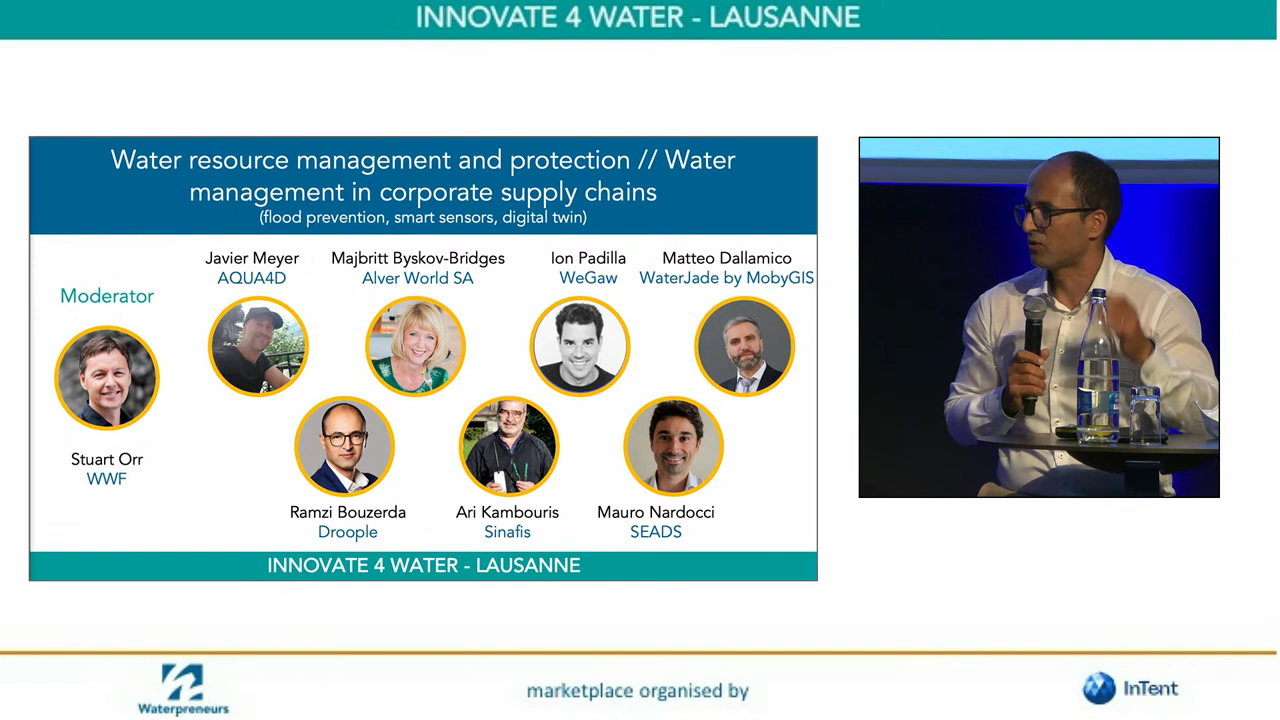 INNOVATE 4 WATER - LAUSANNE
Water resource management and protection // Water
management in corporate supply chains
(flood prevention, smart sensors, digital twin)
Moderator
Stuart Orr
WWF
Javier Meyer
AQUA4D
Majbritt Byskov-Bridges
Alver World SA
Ion Padilla
WeGaw
Matteo Dallamico
WaterJade by MobyGIS
Ramzi Bouzerda
Droople
Ari Kambouris
Sinafis
Mauro Nardocci
SEADS
INNOVATE 4 WATER - LAUSANNE
Waterpreneurs
marketplace organised by
InTent